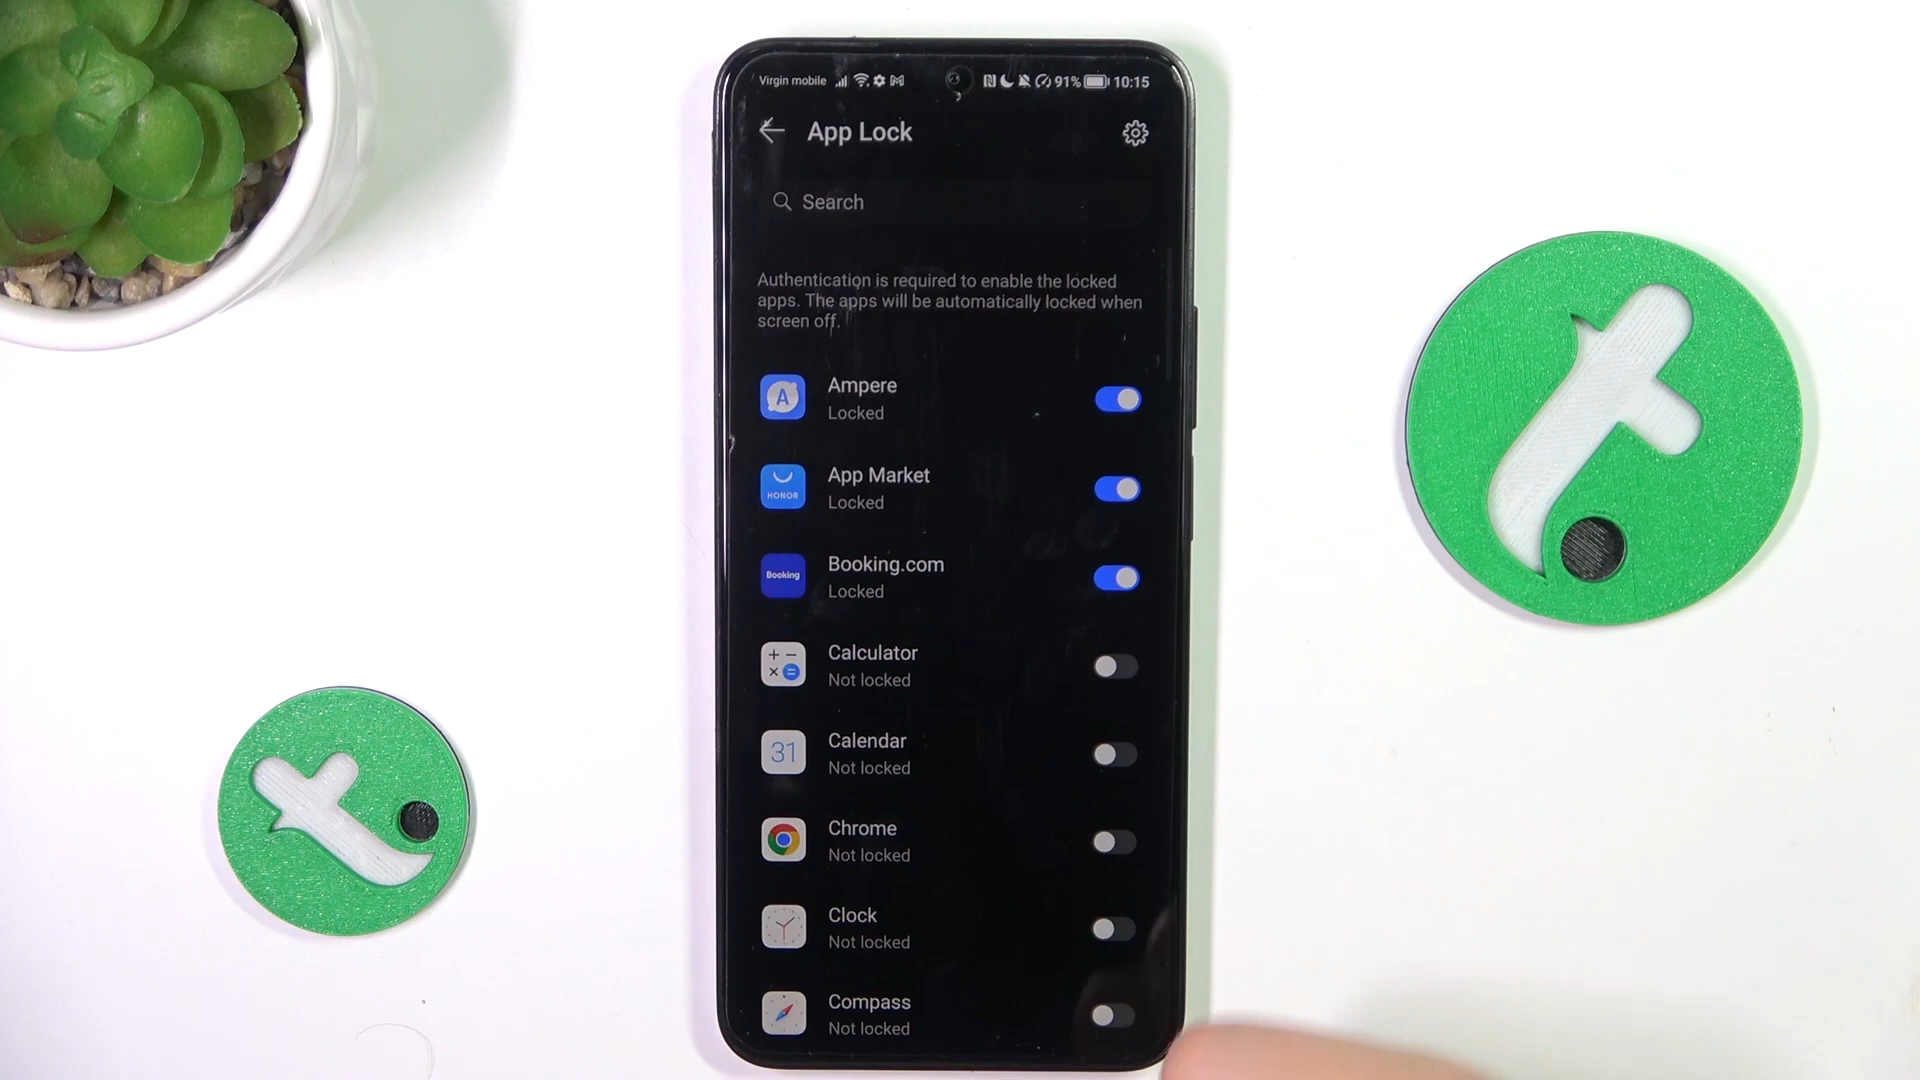 Virgin mobile 91% 10:15
App Lock
Search
Authentication is required to enable the locked
apps. The apps will be automatically locked when
screen off.
Ampere
Locked
App Market
Locked
HONOR
Booking.com
Locked
Booking
Calculator
Not locked
Calendar
Not locked
31
Chrome
Not locked
Clock
Not locked
Compass
Not locked